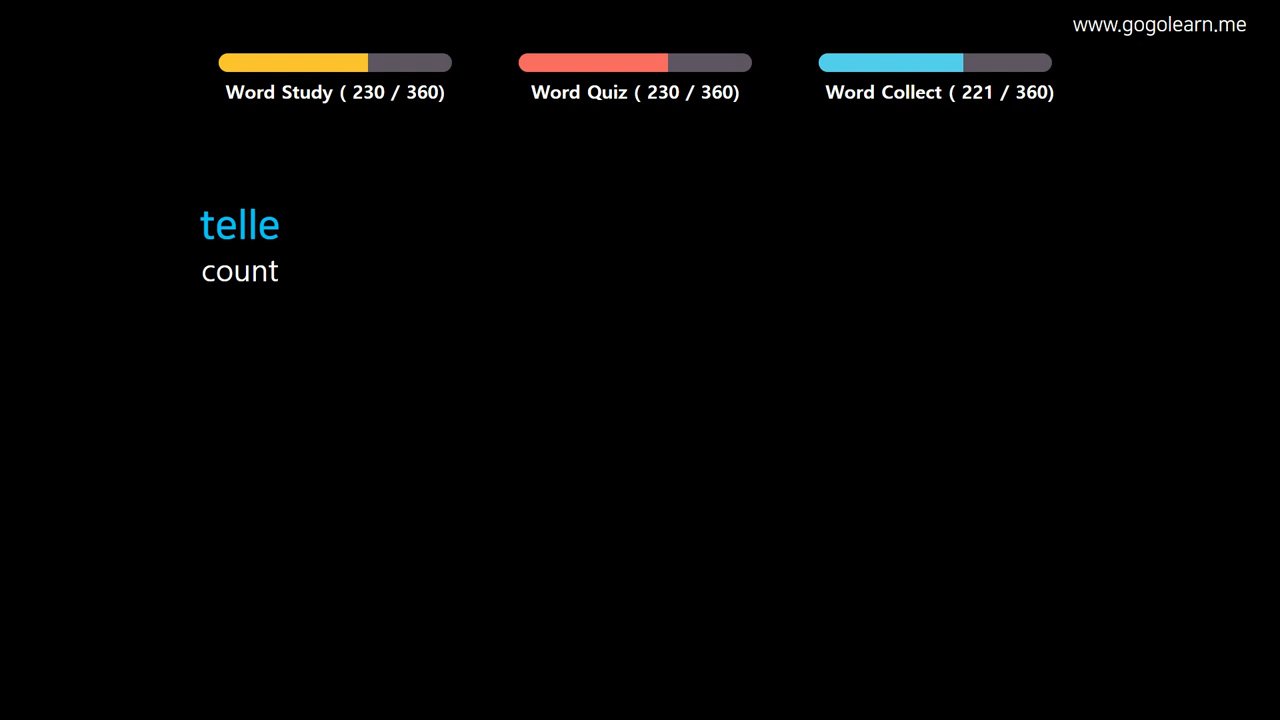 www.gogolearn.me
Word Study ( 230 / 360)
Word Quiz ( 230 / 360)
Word Collect ( 221 / 360)
telle
count